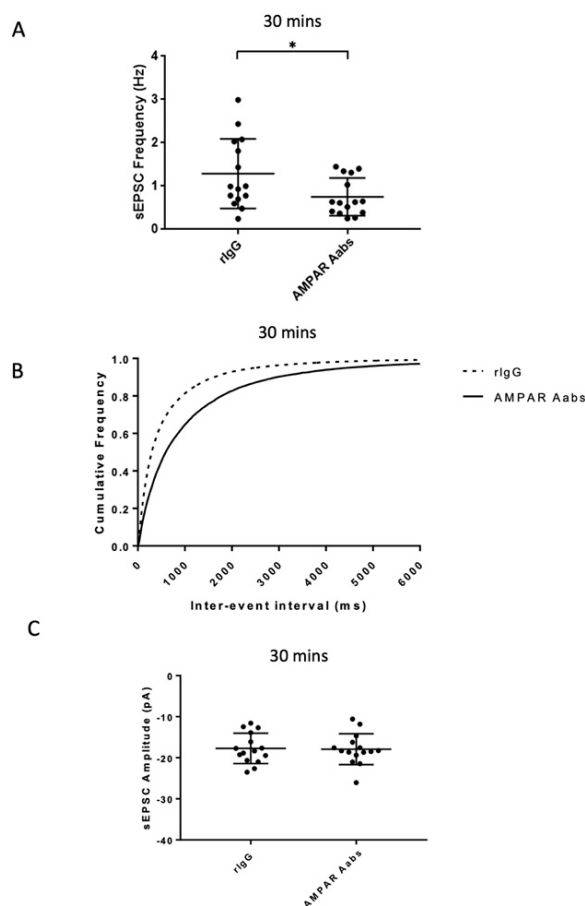 A
30 mins
*
sEPSC Frequency (Hz)
4
3
2
1
0
rIgG
AMPAR Aabs
30 mins
B
Cumulative Frequency
1.0
0.8
0.6
0.4
0.2
0.0
0
1000
2000
3000
4000
5000
6000
Inter-event interval (ms)
rIgG
AMPAR Aabs
C
30 mins
sEPSC Amplitude (pA)
0
-10
-20
-30
-40
rIgG
AMPAR Aabs